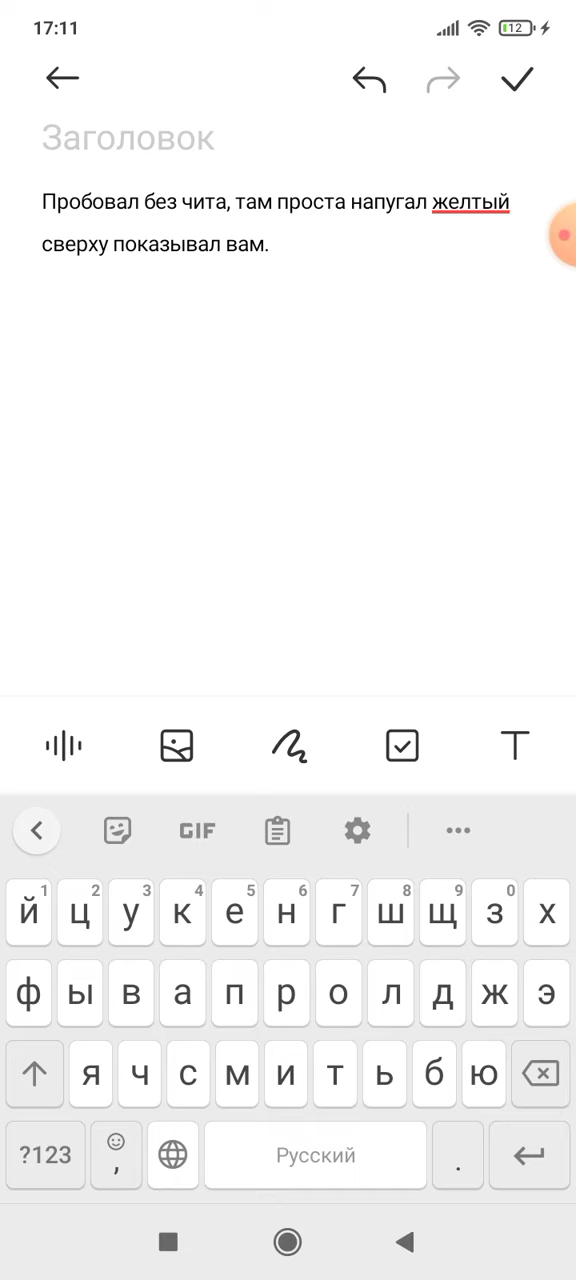 17:11
12
Заголовок
Пробовал без чита, там проста напугал желтый
сверху показывал вам.
GIF
й1 ц2 у3 к4 е5 н6 г7 ш8 щ9 з0 х
ф ы в а п р о л д ж э
я ч с м и т ь б ю
?123 , Русский .